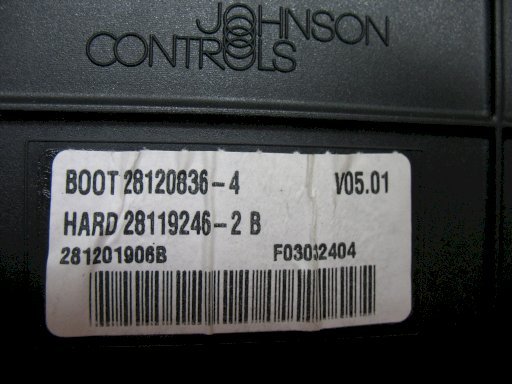 JOHNSON
CONTROLS
BOOT 28120836-4 V05.01
HARD 28119246-2 B
281201906B F03032404